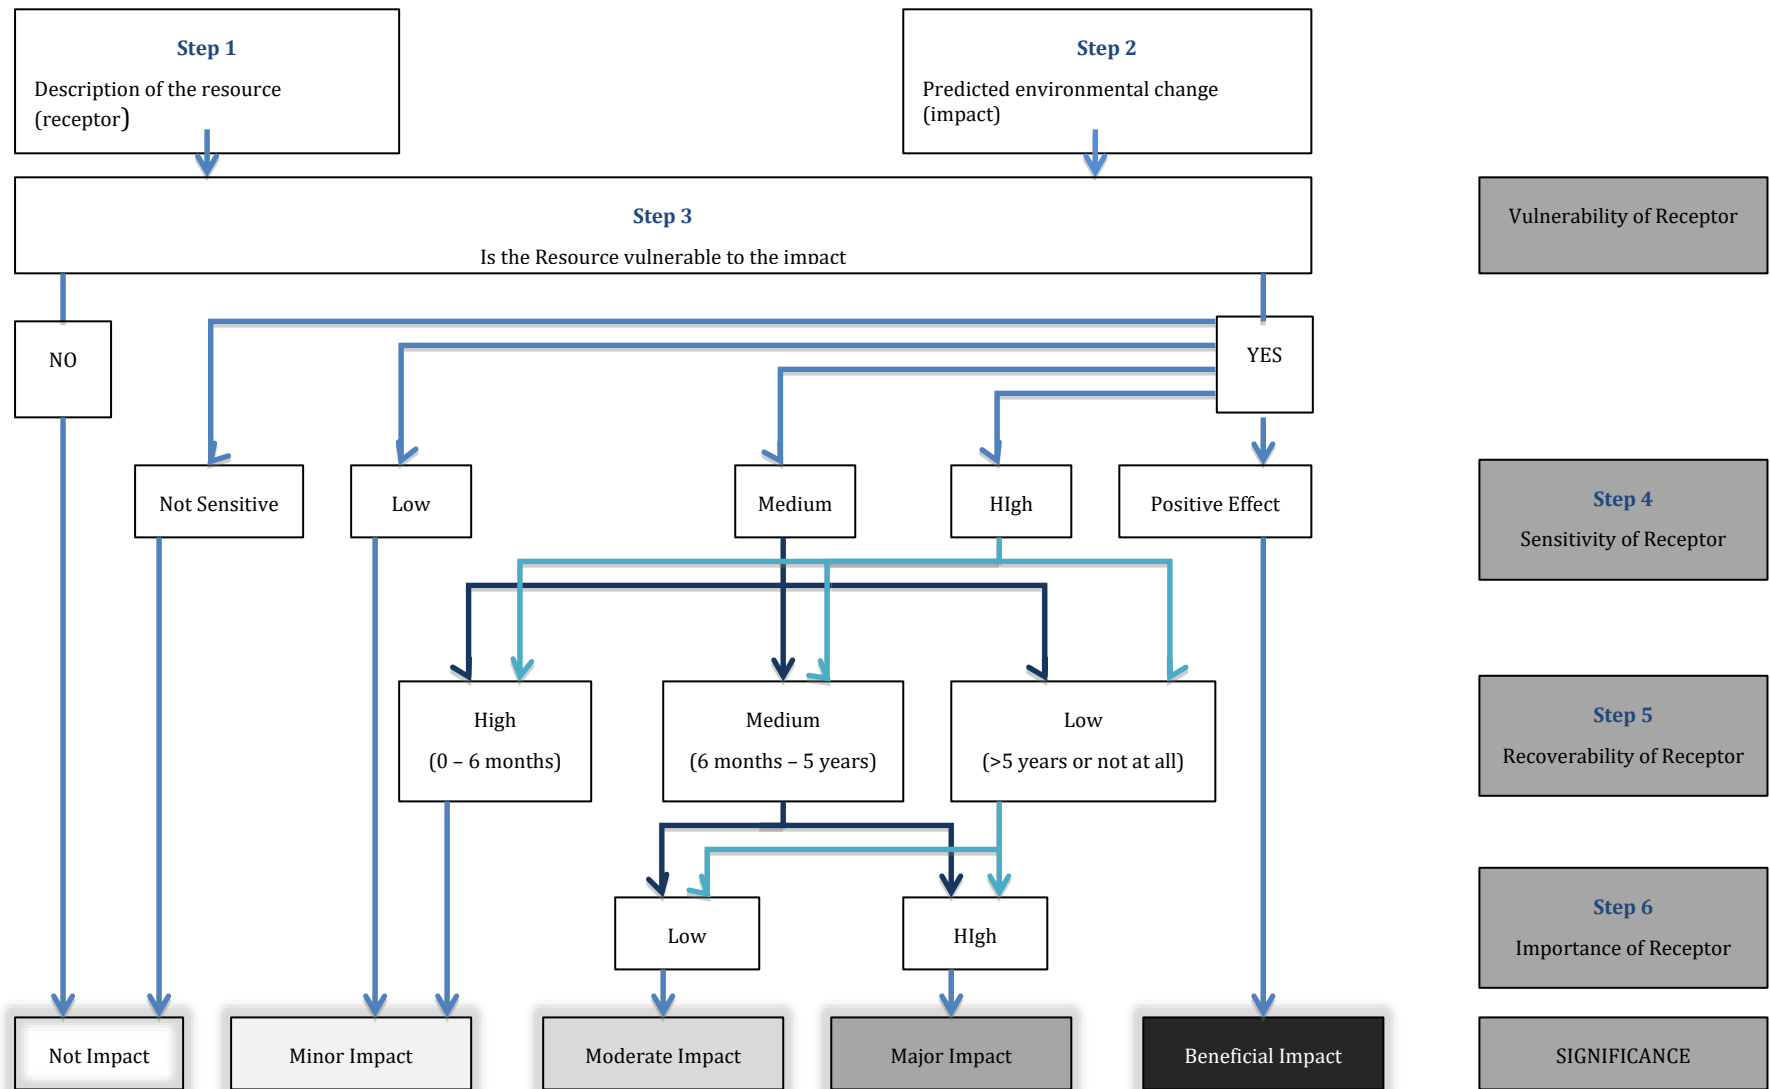 Step 1
Description of the resource
(receptor)
Step 2
Predicted environmental change
(impact)
Step 3
Is the Resource vulnerable to the impact
Vulnerability of Receptor
NO
YES
Not Sensitive
Low
Medium
HIgh
Positive Effect
Step 4
Sensitivity of Receptor
High
(0 – 6 months)
Medium
(6 months – 5 years)
Low
(>5 years or not at all)
Step 5
Recoverability of Receptor
Low
HIgh
Step 6
Importance of Receptor
Not Impact
Minor Impact
Moderate Impact
Major Impact
Beneficial Impact
SIGNIFICANCE